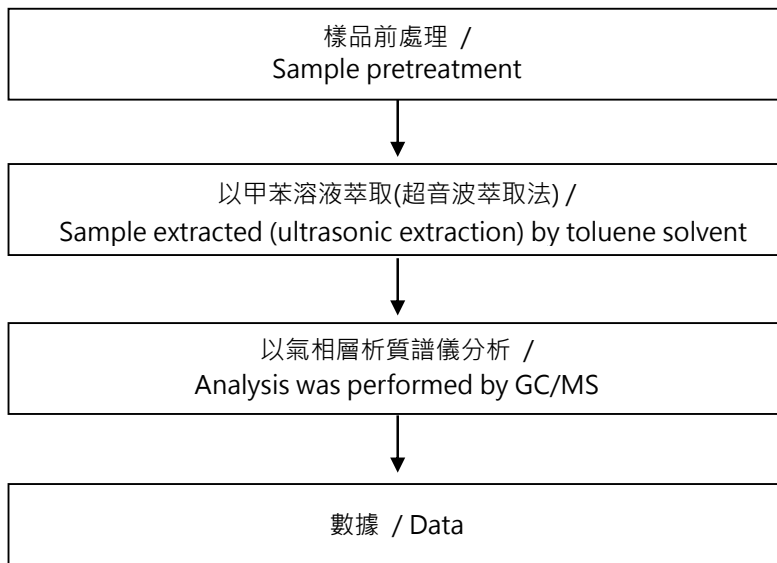 樣品前處理 /
Sample pretreatment
以甲苯溶液萃取(超音波萃取法) /
Sample extracted (ultrasonic extraction) by toluene solvent
以氣相層析質譜儀分析 /
Analysis was performed by GC/MS
數據 / Data